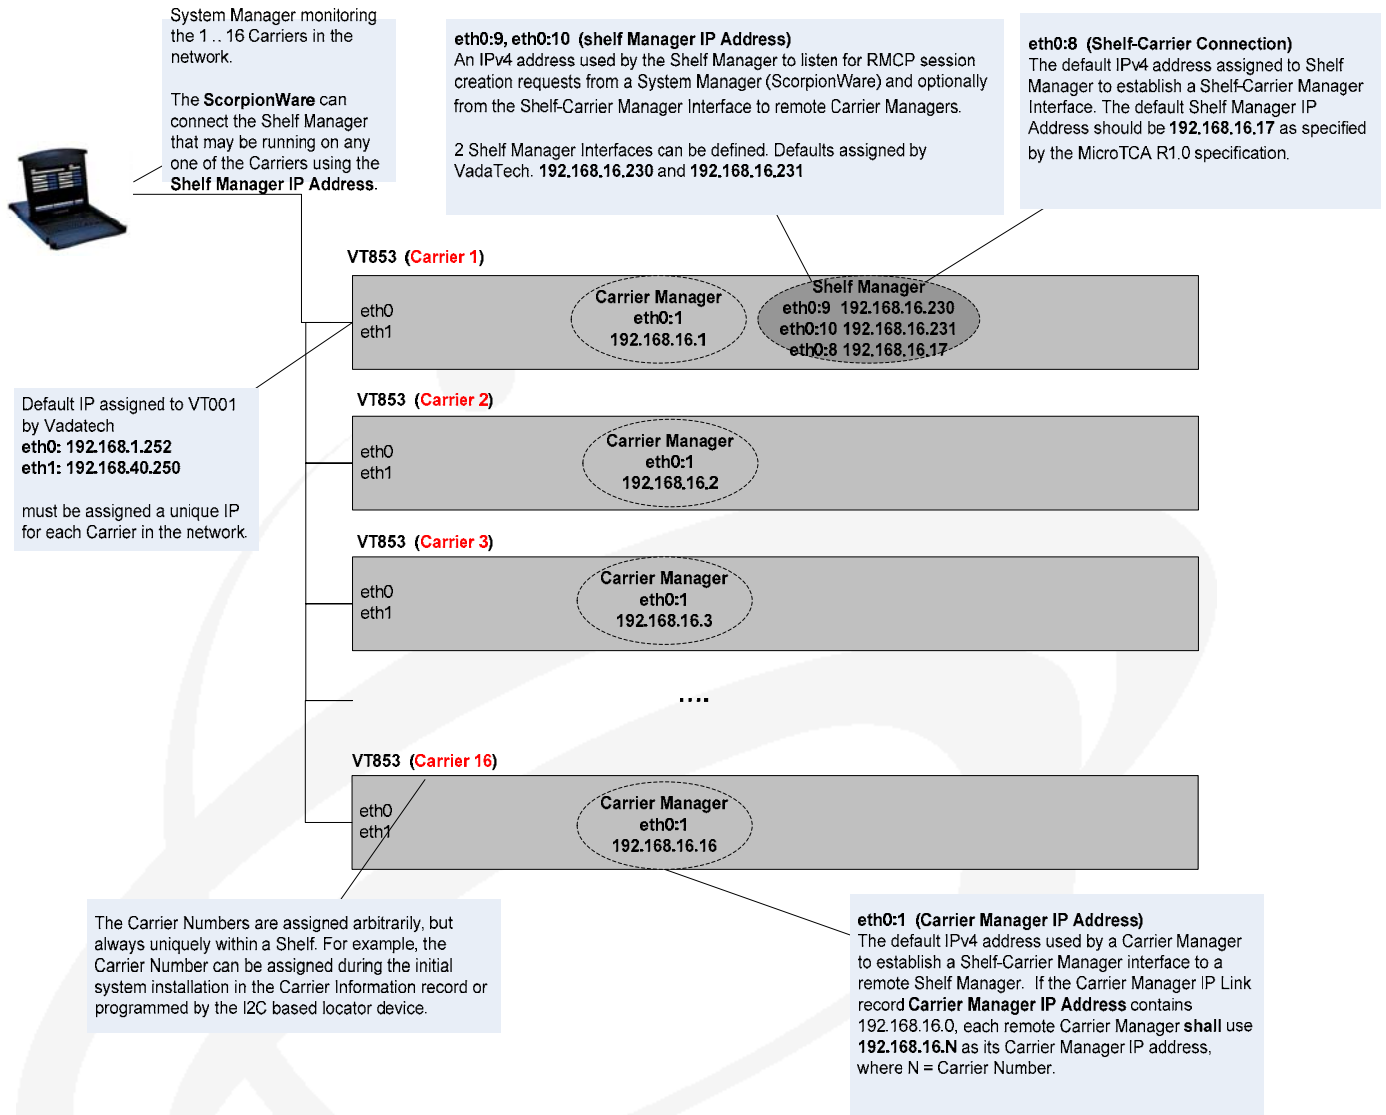 System Manager monitoring
the 1 .. 16 Carriers in the
network.
The ScorpionWare can
connect the Shelf Manager
that may be running on any
one of the Carriers using the
Shelf Manager IP Address.
eth0:9, eth0:10 (shelf Manager IP Address)
An IPv4 address used by the Shelf Manager to listen for RMCP session
creation requests from a System Manager (ScorpionWare) and optionally
from the Shelf-Carrier Manager Interface to remote Carrier Managers.
2 Shelf Manager Interfaces can be defined. Defaults assigned by
VadaTech. 192.168.16.230 and 192.168.16.231
eth0:8 (Shelf-Carrier Connection)
The default IPv4 address assigned to Shelf
Manager to establish a Shelf-Carrier Manager
Interface. The default Shelf Manager IP
Address should be 192.168.16.17 as specified
by the MicroTCA R1.0 specification.
VT853 (Carrier 1)
eth0
eth1
Carrier Manager
eth0:1
192.168.16.1
Shelf Manager
eth0:9 192.168.16.230
eth0:10 192.168.16.231
eth0:8 192.168.16.17
Default IP assigned to VT001
by Vadatech
eth0: 192.168.1.252
eth1: 192.168.40.250
must be assigned a unique IP
for each Carrier in the network.
VT853 (Carrier 2)
eth0
eth1
Carrier Manager
eth0:1
192.168.16.2
VT853 (Carrier 3)
eth0
eth1
Carrier Manager
eth0:1
192.168.16.3
....
VT853 (Carrier 16)
eth0
eth1
Carrier Manager
eth0:1
192.168.16.16
The Carrier Numbers are assigned arbitrarily, but
always uniquely within a Shelf. For example, the
Carrier Number can be assigned during the initial
system installation in the Carrier Information record or
programmed by the I2C based locator device.
eth0:1 (Carrier Manager IP Address)
The default IPv4 address used by a Carrier Manager
to establish a Shelf-Carrier Manager interface to a
remote Shelf Manager. If the Carrier Manager IP Link
record Carrier Manager IP Address contains
192.168.16.0, each remote Carrier Manager shall use
192.168.16.N as its Carrier Manager IP address,
where N = Carrier Number.